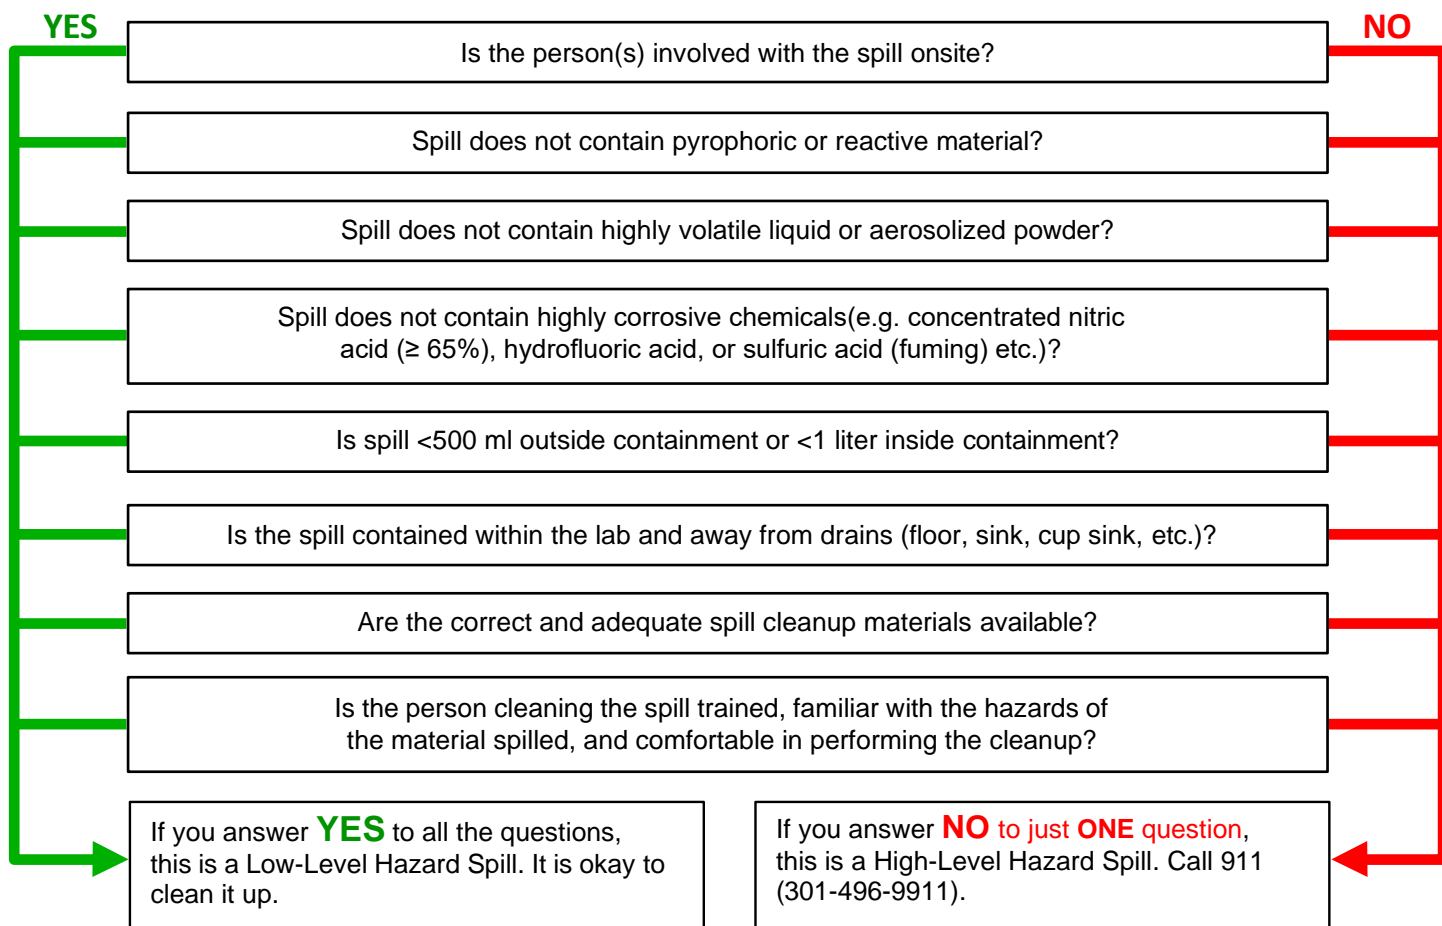 YES
NO
Is the person(s) involved with the spill onsite?
Spill does not contain pyrophoric or reactive material?
Spill does not contain highly volatile liquid or aerosolized powder?
Spill does not contain highly corrosive chemicals(e.g. concentrated nitric
acid (≥ 65%), hydrofluoric acid, or sulfuric acid (fuming) etc.)?
Is spill <500 ml outside containment or <1 liter inside containment?
Is the spill contained within the lab and away from drains (floor, sink, cup sink, etc.)?
Are the correct and adequate spill cleanup materials available?
Is the person cleaning the spill trained, familiar with the hazards of
the material spilled, and comfortable in performing the cleanup?
If you answer YES to all the questions,
this is a Low-Level Hazard Spill. It is okay to
clean it up.
If you answer NO to just ONE question,
this is a High-Level Hazard Spill. Call 911
(301-496-9911).